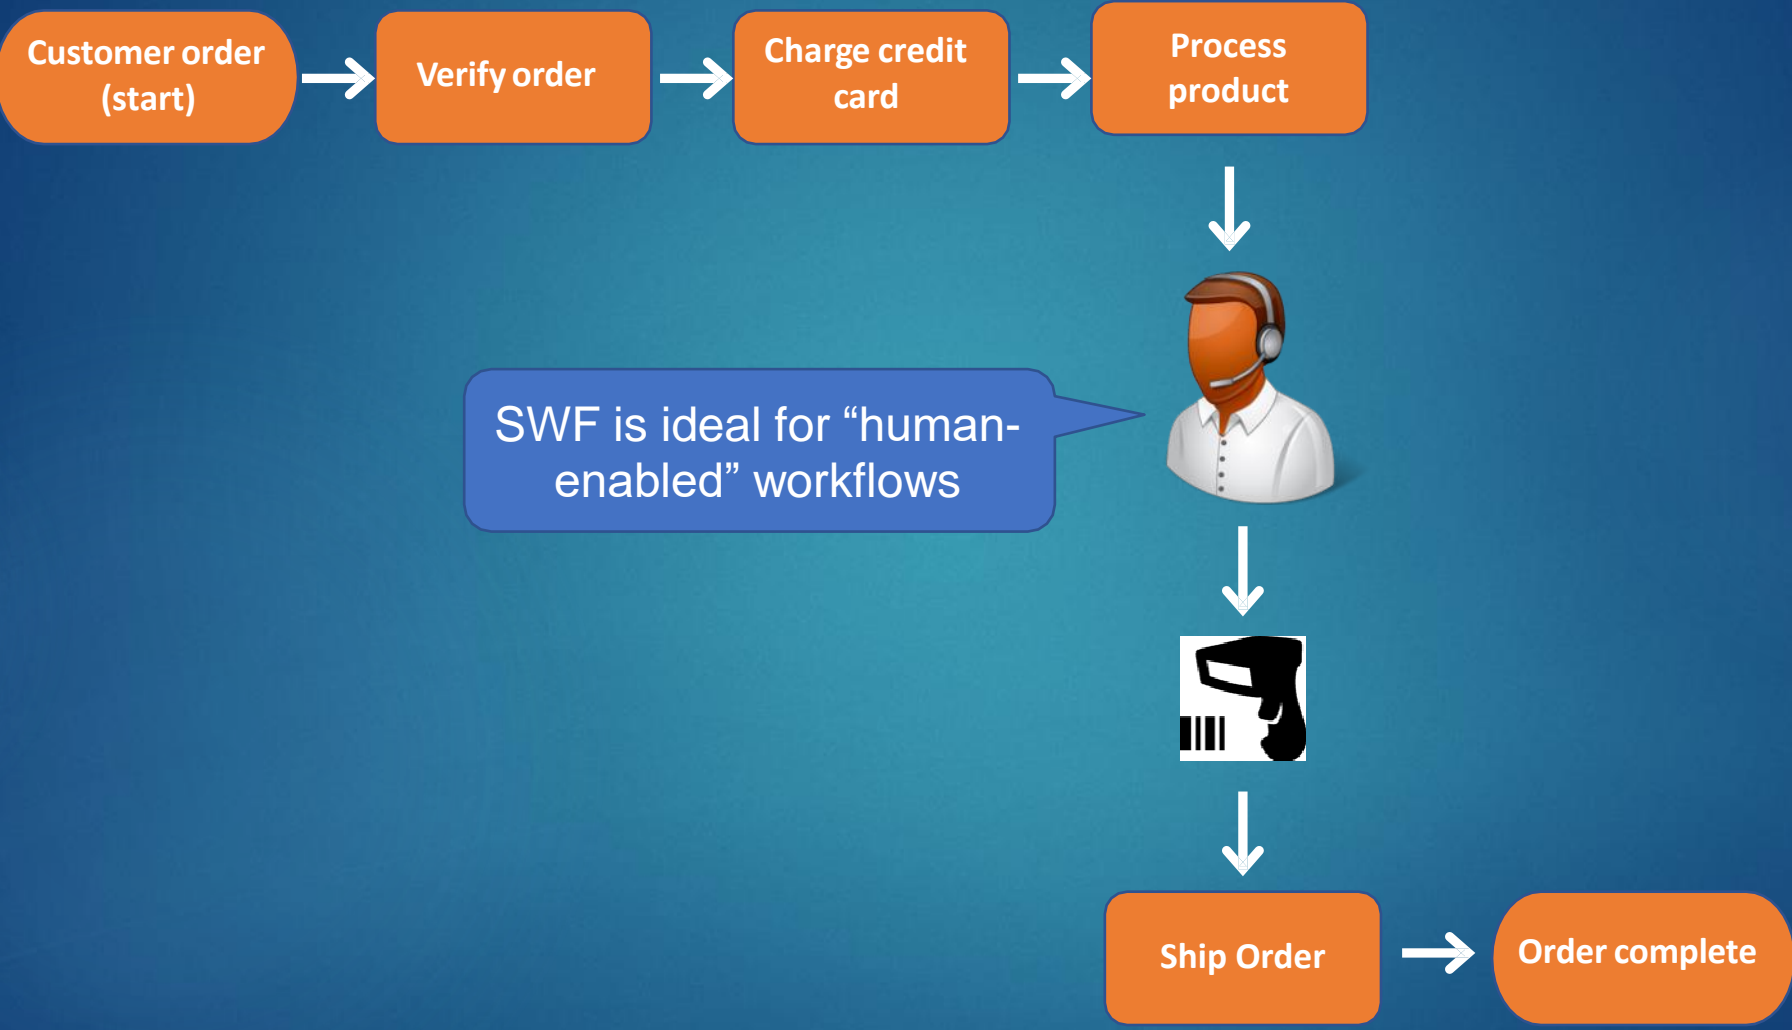 Customer order
(start)
Verify order
Charge credit
card
Process
product
SWF is ideal for “human-
enabled” workflows
Ship Order
Order complete